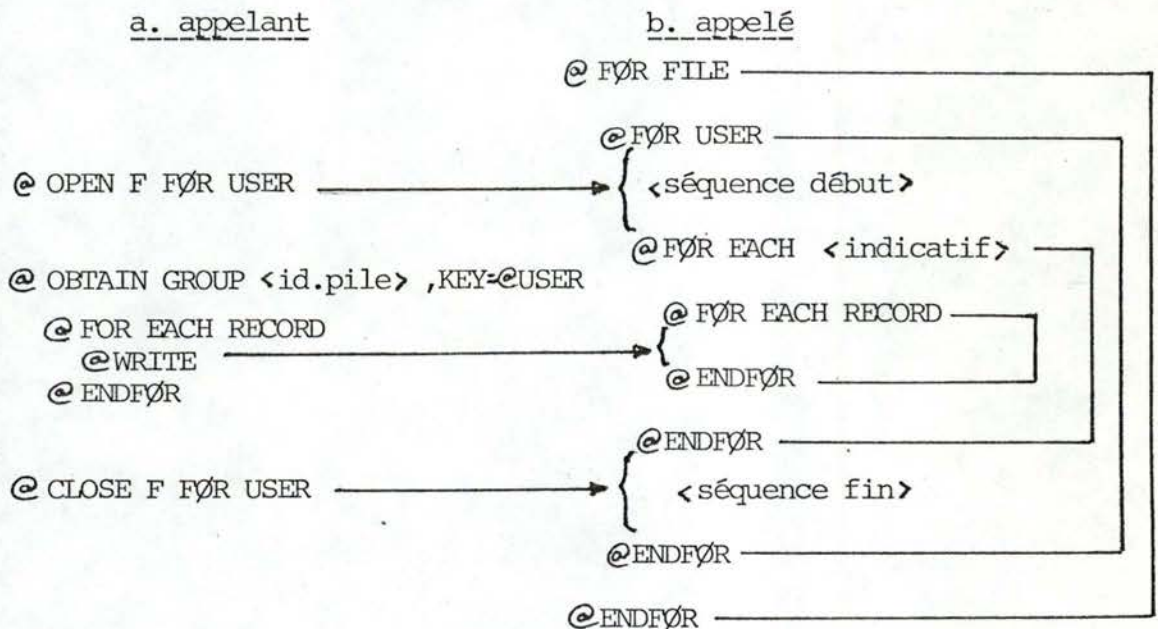 a. appelant
b. appelé
@ FØR FILE
@ FØR USER
@ OPEN F FØR USER
<séquence début>
@ FØR EACH <indicatif>
@ OBTAIN GROUP <id.pile> ,KEY=@USER
@ FOR EACH RECORD
@ FØR EACH RECORD
@ WRITE
@ ENDFØR
@ ENDFØR
@ ENDFØR
@ CLOSE F FØR USER
<séquence fin>
@ ENDFØR
@ ENDFØR